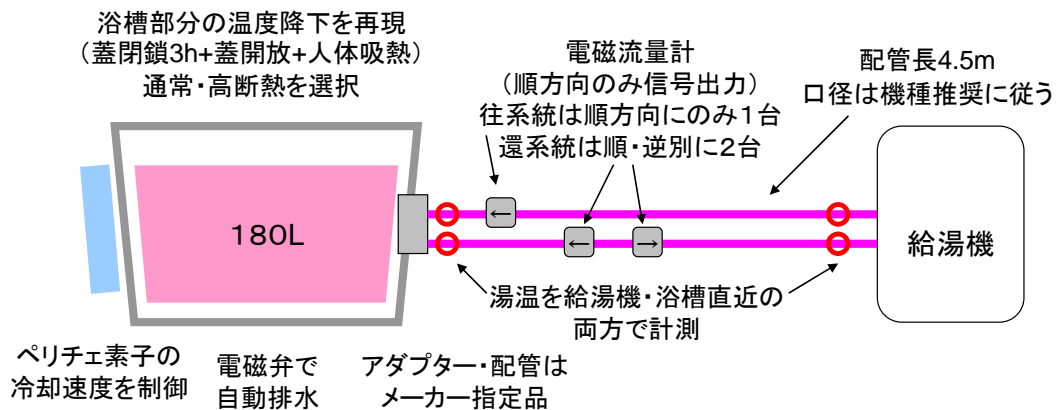 浴槽部分の温度降下を再現
(蓋閉鎖3h+蓋開放+人体吸熱)
通常・高断熱を選択
電磁流量計
(順方向のみ信号出力)
往系統は順方向にのみ1台
還系統は順・逆別に2台
配管長4.5m
口径は機種推奨に従う
180L
←
←
→
給湯機
湯温を給湯機・浴槽直近の
両方で計測
ペリチェ素子の
冷却速度を制御
電磁弁で
自動排水
アダプター・配管は
メーカー指定品